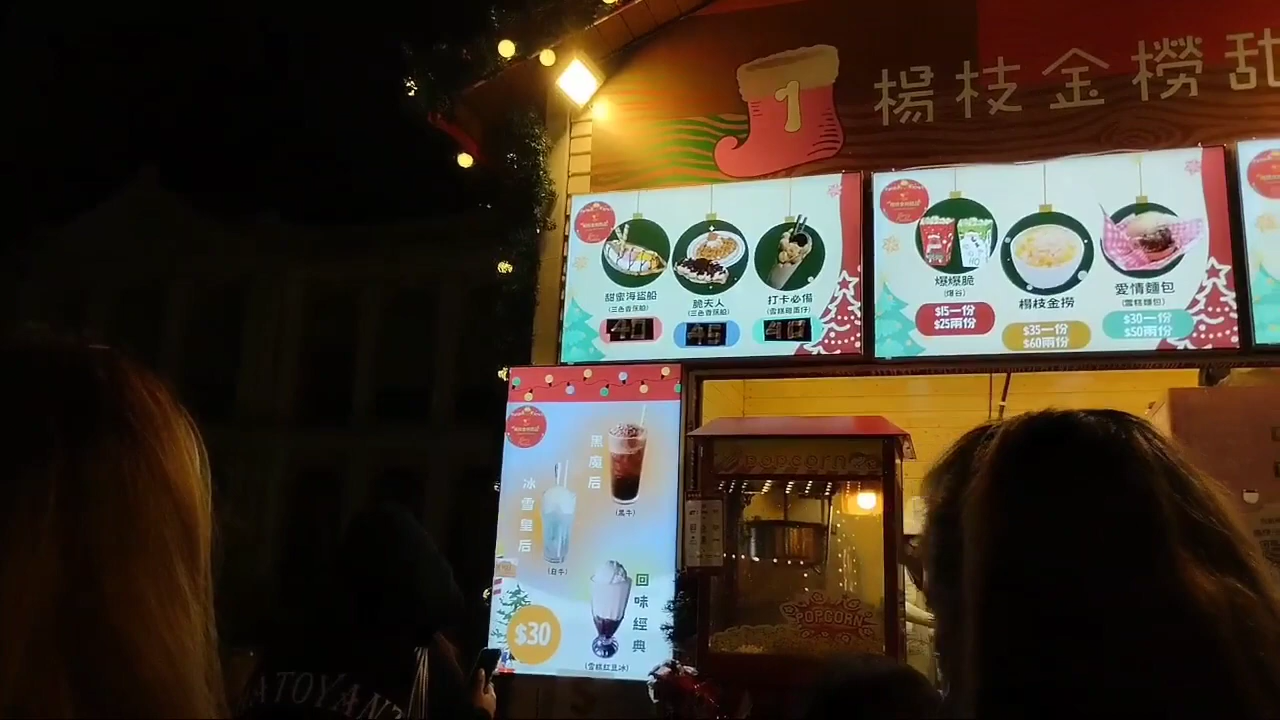 1
楊枝金撈甜
甜蜜海盜船
(三色香蕉船)
40
脆夫人
(三色香蕉船)
打卡必備
(雪糕雞蛋仔)
爆爆脆
(爆谷)
$15一份
$25兩份
楊枝金撈
$35一份
$60兩份
愛情麵包
(雪糕麵包)
$30一份
$50兩份
黑魔后
(黑牛)
冰雪皇后
(白牛)
回味經典
(雪糕紅豆冰)
$30
popcorn
POPCORN
ATOYAN